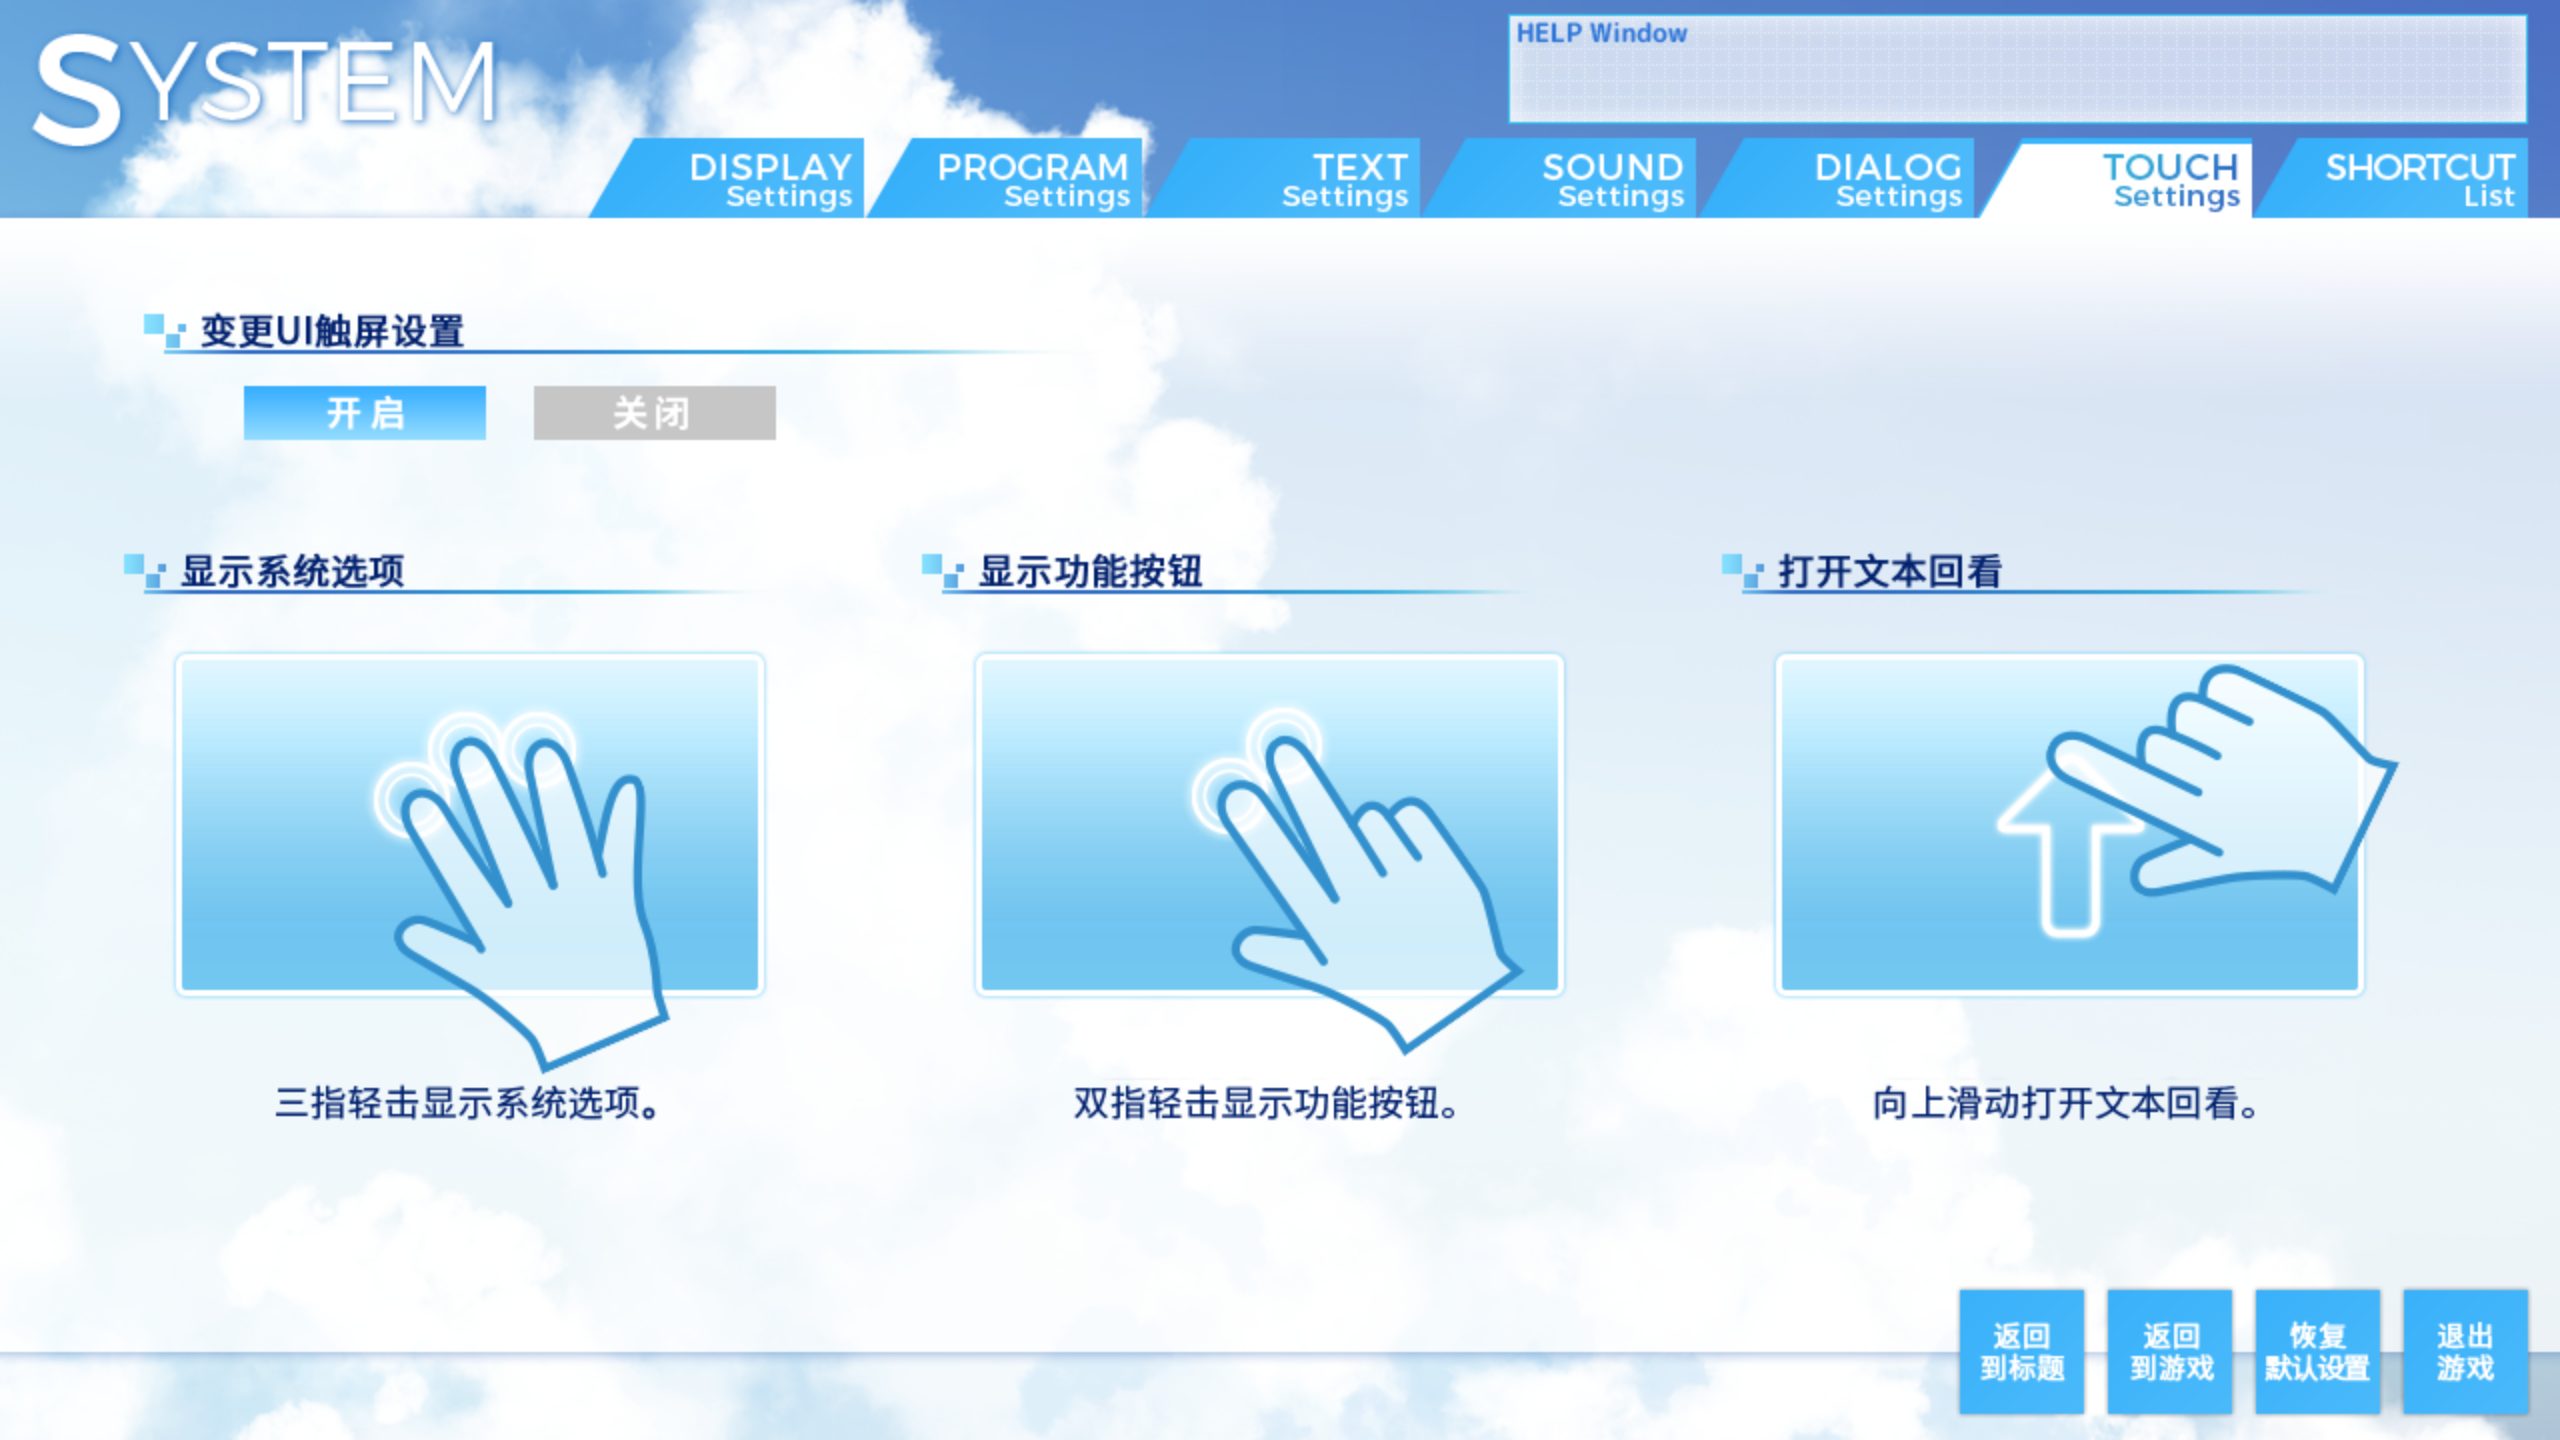 SYSTEM
HELP Window
DISPLAY
Settings
PROGRAM
Settings
TEXT
Settings
SOUND
Settings
DIALOG
Settings
TOUCH
Settings
SHORTCUT
List
变更UI触屏设置
开启
关闭
显示系统选项
显示功能按钮
打开文本回看
三指轻击显示系统选项。
双指轻击显示功能按钮。
向上滑动打开文本回看。
返回
到标题
返回
到游戏
恢复
默认设置
退出
游戏